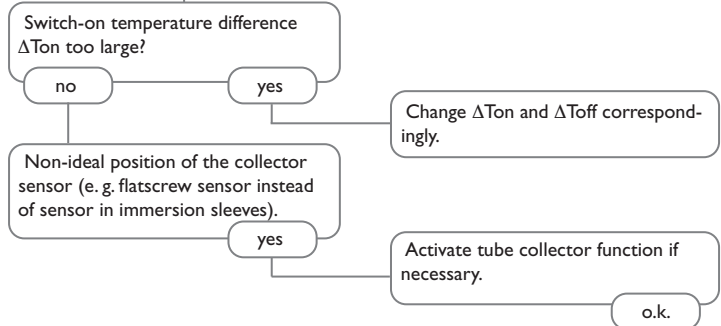 Switch-on temperature difference
ΔTon too large?
no
yes
Change ΔTon and ΔToff correspond-
ingly.
Non-ideal position of the collector
sensor (e. g. flatscrew sensor instead
of sensor in immersion sleeves).
yes
Activate tube collector function if
necessary.
o.k.